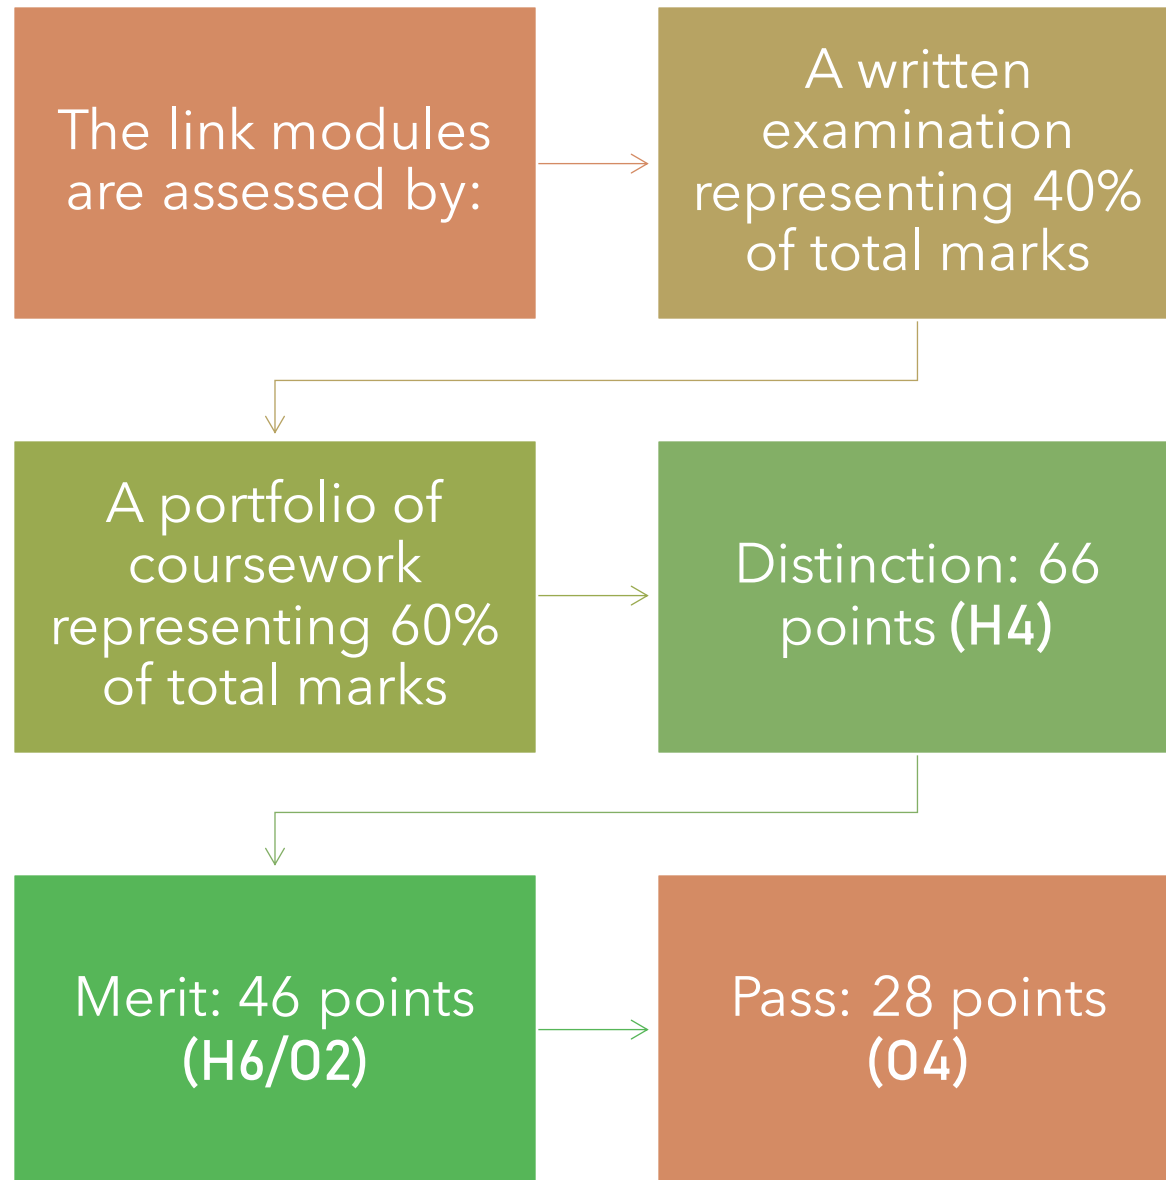 The link modules
are assessed by:
A written
examination
representing 40%
of total marks
A portfolio of
coursework
representing 60%
of total marks
Distinction: 66
points (H4)
Merit: 46 points
(H6/O2)
Pass: 28 points
(O4)